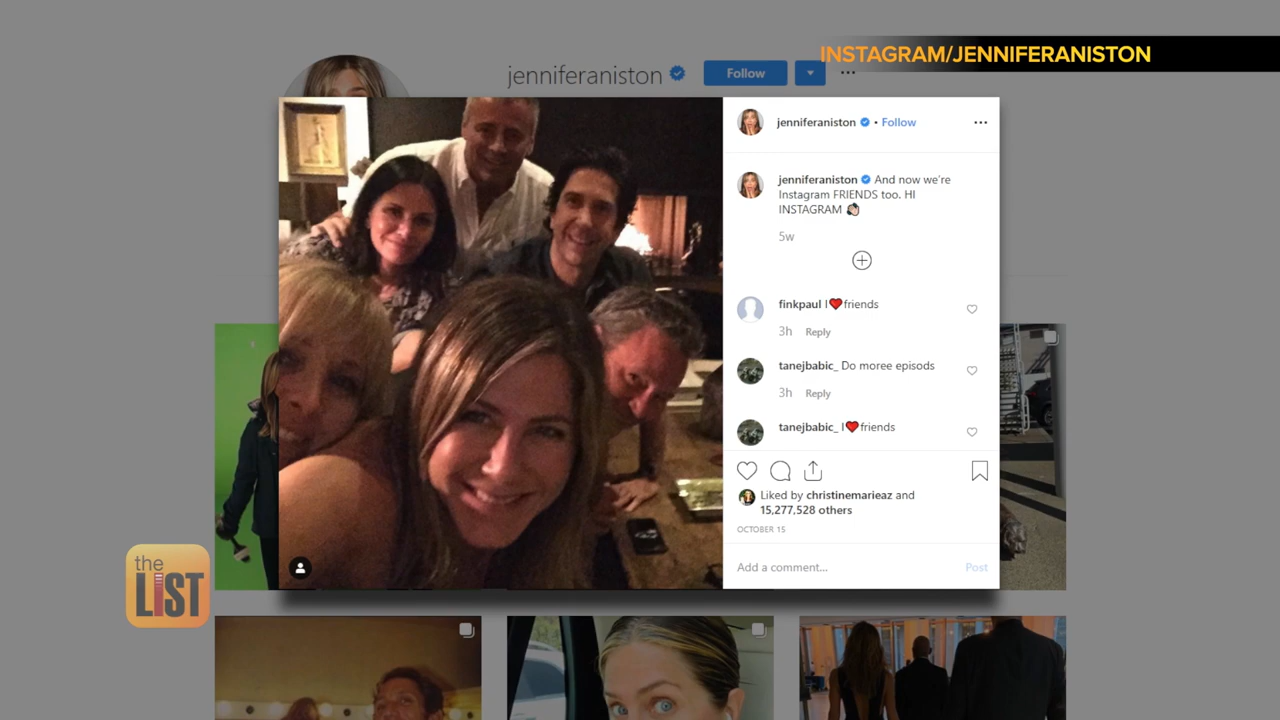 INSTAGRAM/JENNIFERANISTON
jenniferaniston
Follow
jenniferaniston • Follow
jenniferaniston And now we're
Instagram FRIENDS too. HI
INSTAGRAM 👋🏻
5w
finkpaul I❤️friends
3h Reply
tanejbabic_ Do moree episods
3h Reply
tanejbabic_ I❤️friends
Liked by christinemarieaz and
15,277,528 others
OCTOBER 15
Add a comment... Post
the
LIST